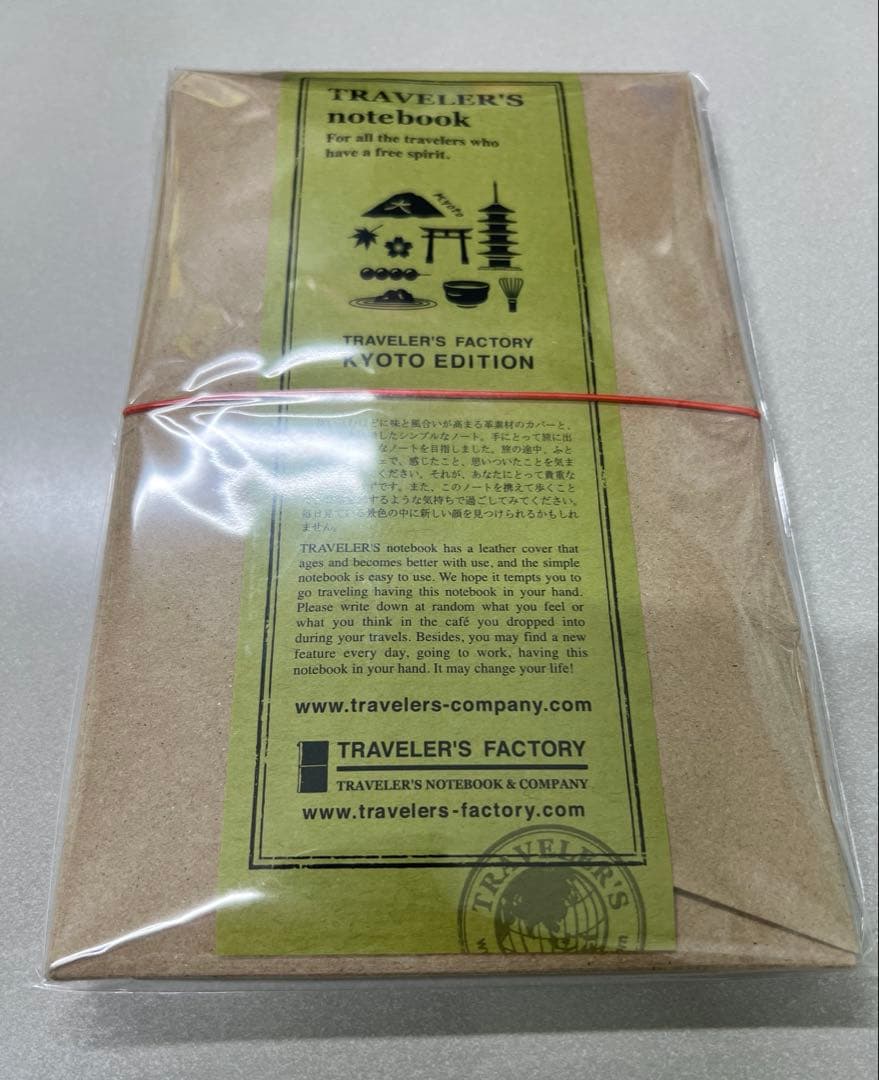 TRAVELER'S
notebook
For all the travelers who
have a free spirit.
Kyoto
大
TRAVELER'S FACTORY
KYOTO EDITION
どに味と風合いが高まる革素材のカバーと、
したシンプルなノート。手にとって旅に出
なノートを目指しました。旅の途中、ふと
ェで、感じたこと、思いついたことを気ま
ください。それが、あなたにとって貴重な
です。また、このノートを携えて歩くこと
するような気持ちで過ごしてみてください。
毎日見ている景色の中に新しい顔を見つけられるかもしれ
ません。
TRAVELER'S notebook has a leather cover that
ages and becomes better with use, and the simple
notebook is easy to use. We hope it tempts you to
go traveling having this notebook in your hand.
Please write down at random what you feel or
what you think in the café you dropped into
during your travels. Besides, you may find a new
feature every day, going to work, having this
notebook in your hand. It may change your life!
www.travelers-company.com
TRAVELER'S FACTORY
TRAVELER'S NOTEBOOK & COMPANY
www.travelers-factory.com
TRAVELER'S